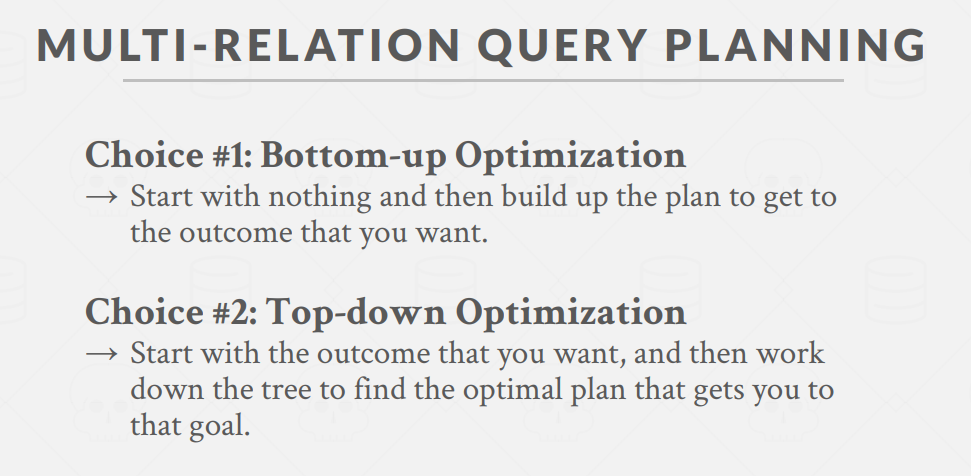 MULTI-RELATION QUERY PLANNING
Choice #1: Bottom-up Optimization
→ Start with nothing and then build up the plan to get to
the outcome that you want.
Choice #2: Top-down Optimization
→ Start with the outcome that you want, and then work
down the tree to find the optimal plan that gets you to
that goal.